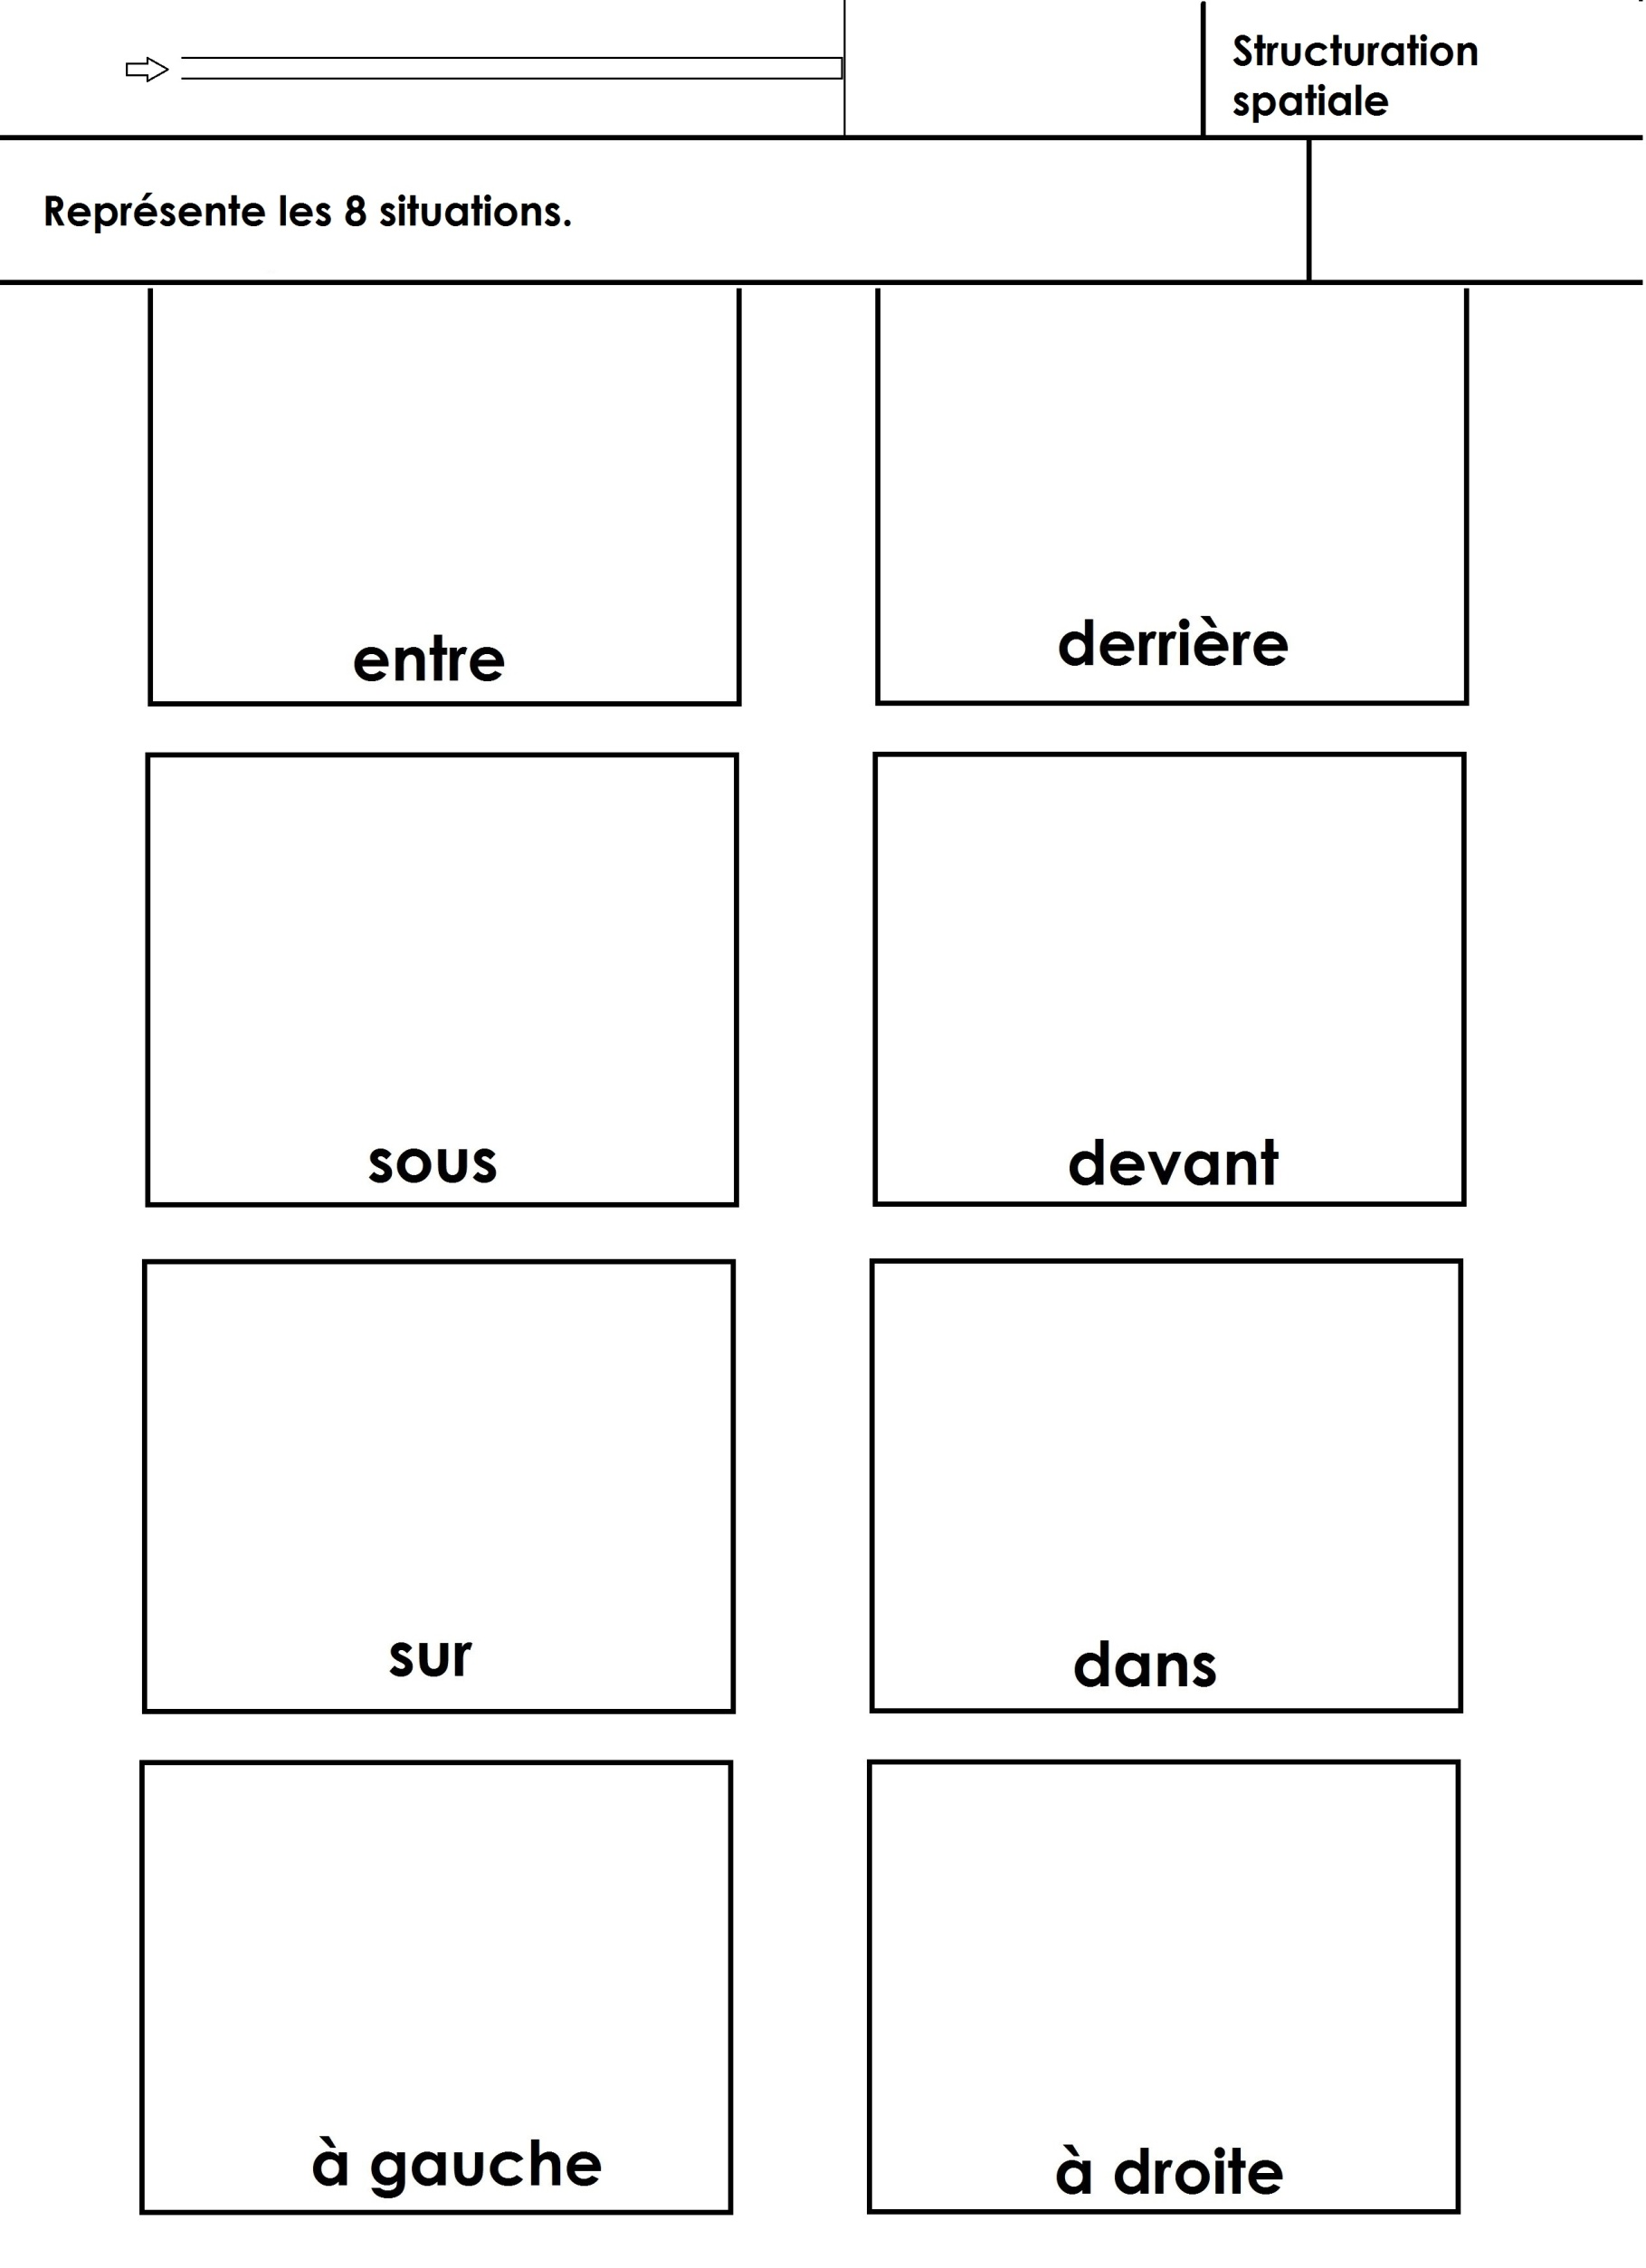 Structuration
spatiale
Représente les 8 situations.
entre
derrière
sous
devant
sur
dans
à gauche
à droite